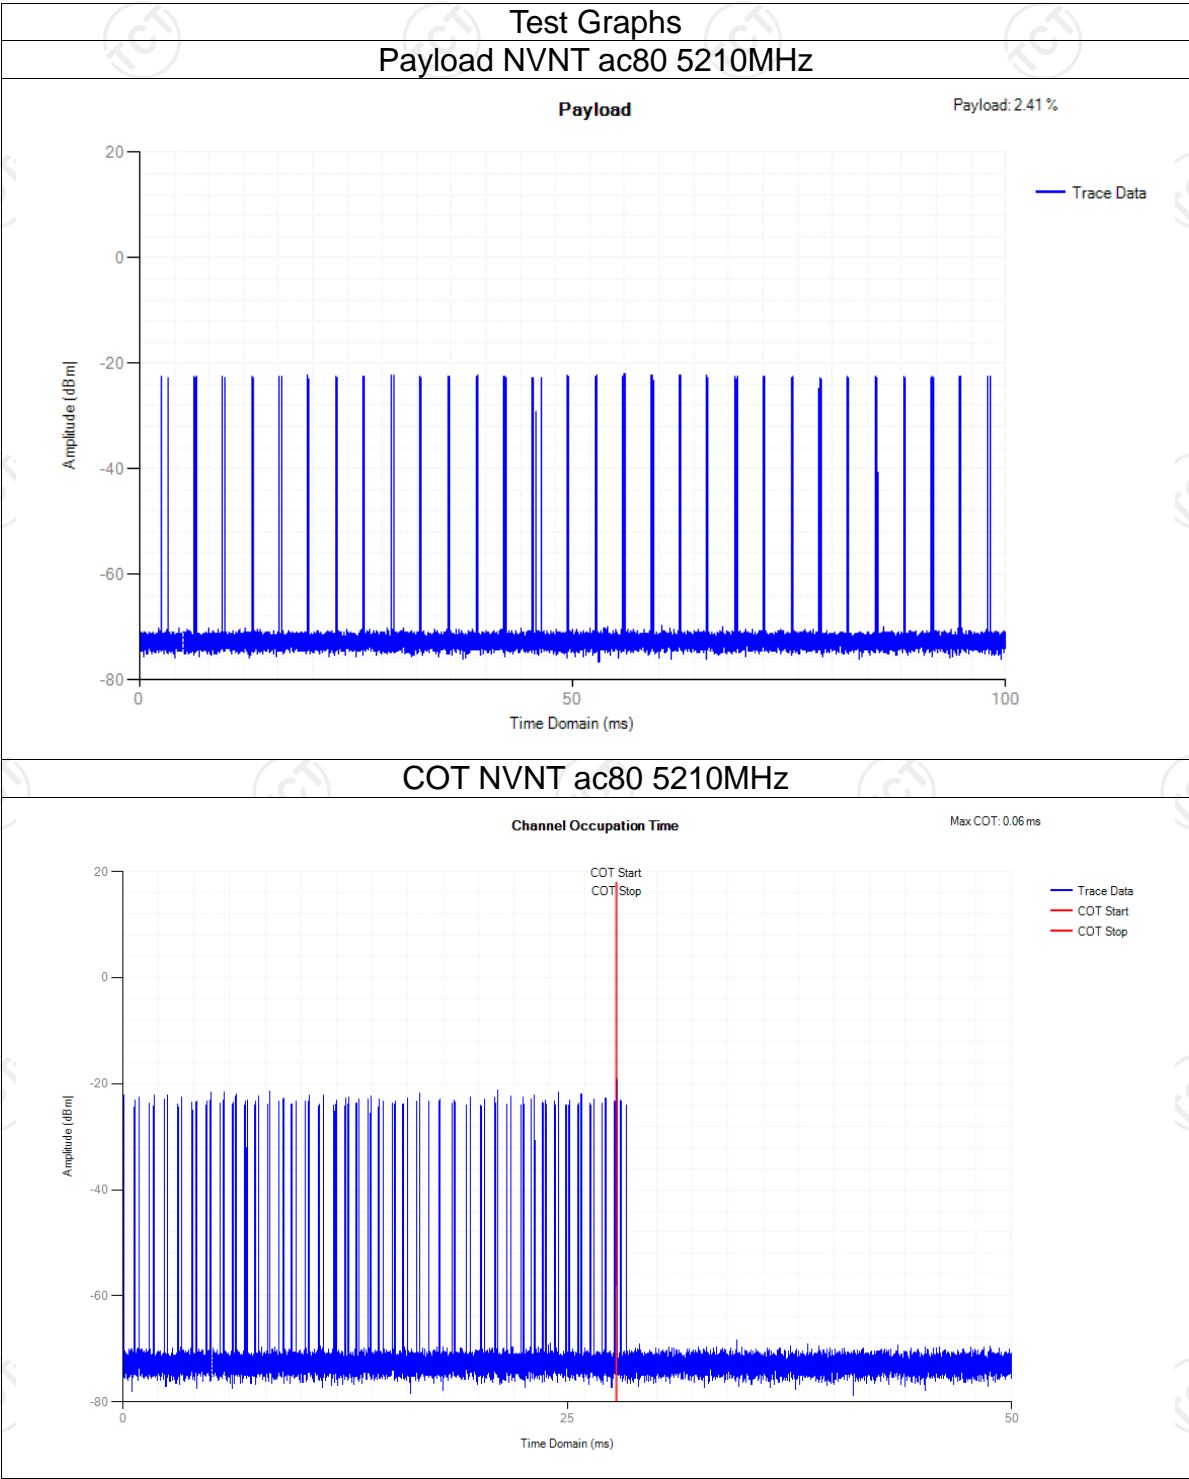 Test Graphs
Payload NVNT ac80 5210MHz
Payload
Payload: 2.41 %
20
0
-20
-40
-60
-80
Amplitude (dBm|
Trace Data
0 50 100
Time Domain (ms)
COT NVNT ac80 5210MHz
Channel Occupation Time
Max COT: 0.06 ms
COT Start
COT Stop
20
0
-20
-40
-60
-80
Amplitude (dBm|
Trace Data
COT Start
COT Stop
0 25 50
Time Domain (ms)
TCT